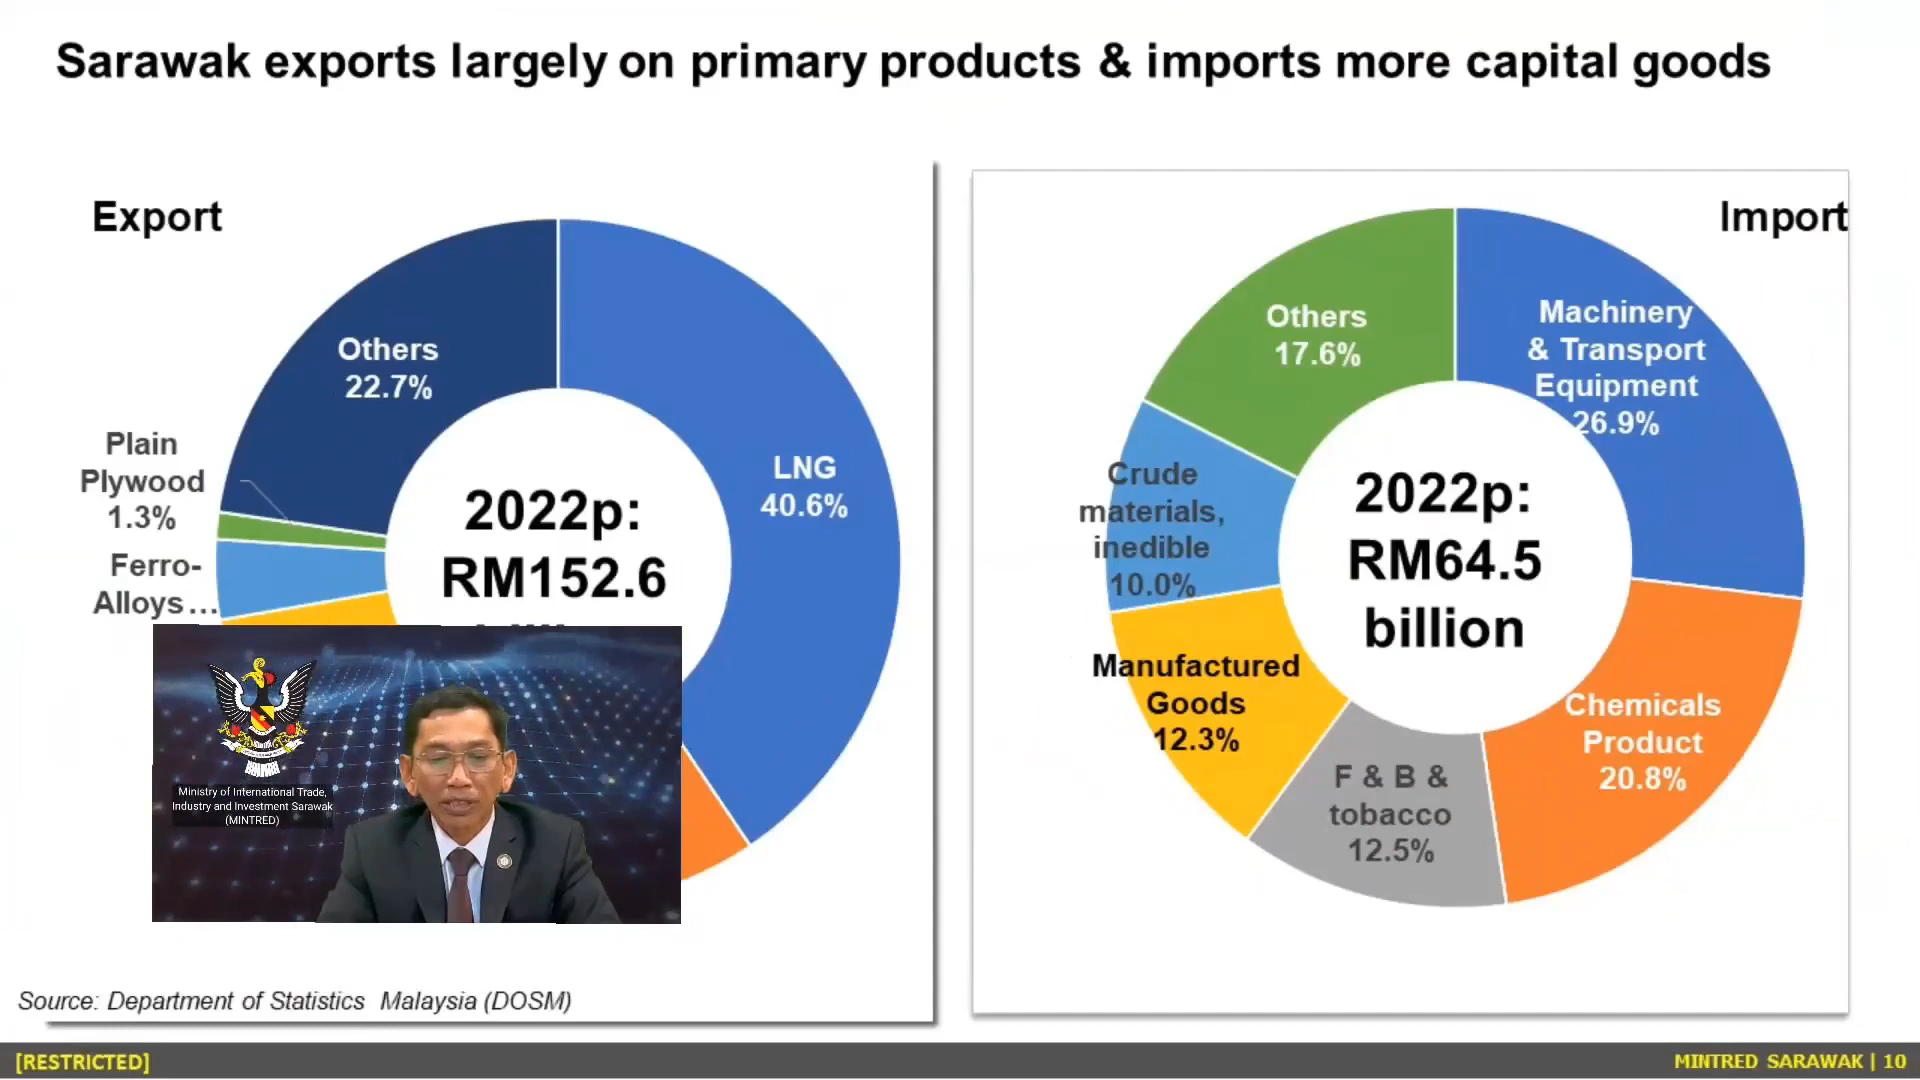 Sarawak exports largely on primary products & imports more capital goods
Export
Others
22.7%
LNG
40.6%
Plain
Plywood
1.3%
Ferro-
Alloys ...
2022p:
RM152.6
Ministry of International Trade,
Industry and Investment Sarawak
(MINTRED)
Source: Department of Statistics Malaysia (DOSM)
Import
Machinery
& Transport
Equipment
26.9%
Others
17.6%
Crude
materials,
inedible
10.0%
2022p:
RM64.5
billion
Manufactured
Goods
12.3%
F & B &
tobacco
12.5%
Chemicals
Product
20.8%
[RESTRICTED]
MINTRED SARAWAK | 10